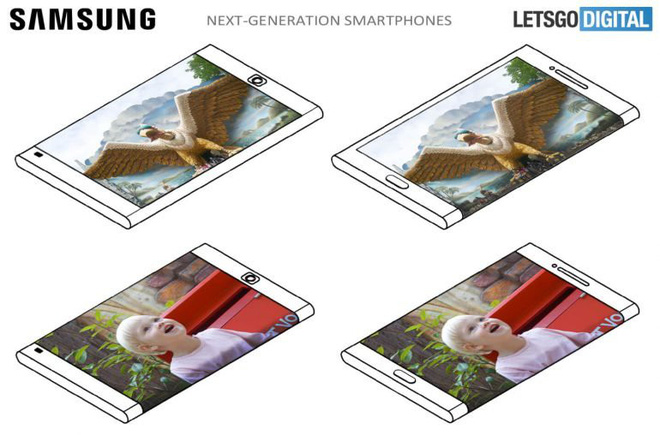 SAMSUNG
NEXT-GENERATION SMARTPHONES
LETSGODIGITAL